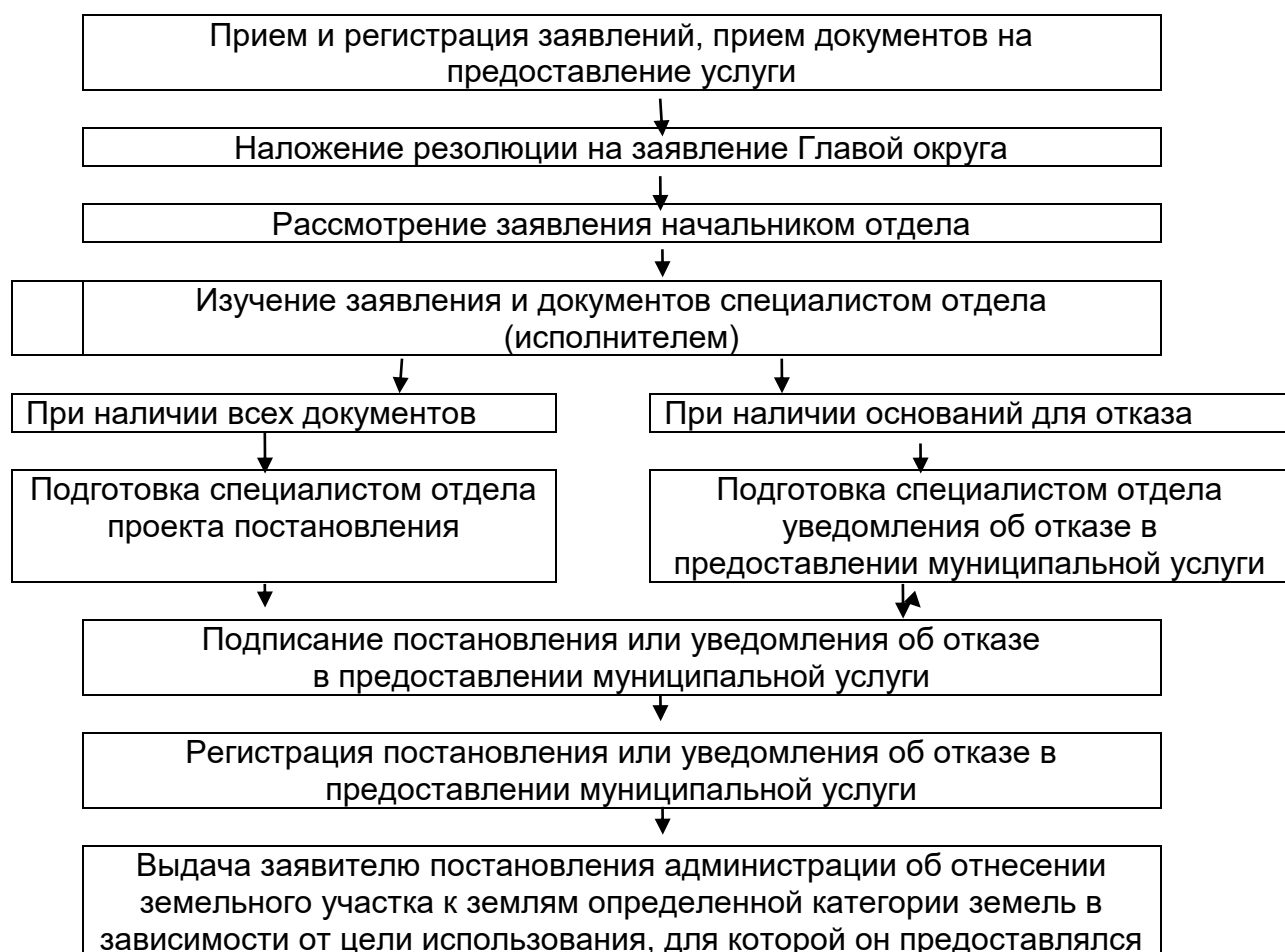 Прием и регистрация заявлений, прием документов на
предоставление услуги
Наложение резолюции на заявление Главой округа
Рассмотрение заявления начальником отдела
Изучение заявления и документов специалистом отдела
(исполнителем)
При наличии всех документов
При наличии оснований для отказа
Подготовка специалистом отдела
проекта постановления
Подготовка специалистом отдела
уведомления об отказе в
предоставлении муниципальной услуги
Подписание постановления или уведомления об отказе
в предоставлении муниципальной услуги
Регистрация постановления или уведомления об отказе в
предоставлении муниципальной услуги
Выдача заявителю постановления администрации об отнесении
земельного участка к землям определенной категории земель в
зависимости от цели использования, для которой он предоставлялся